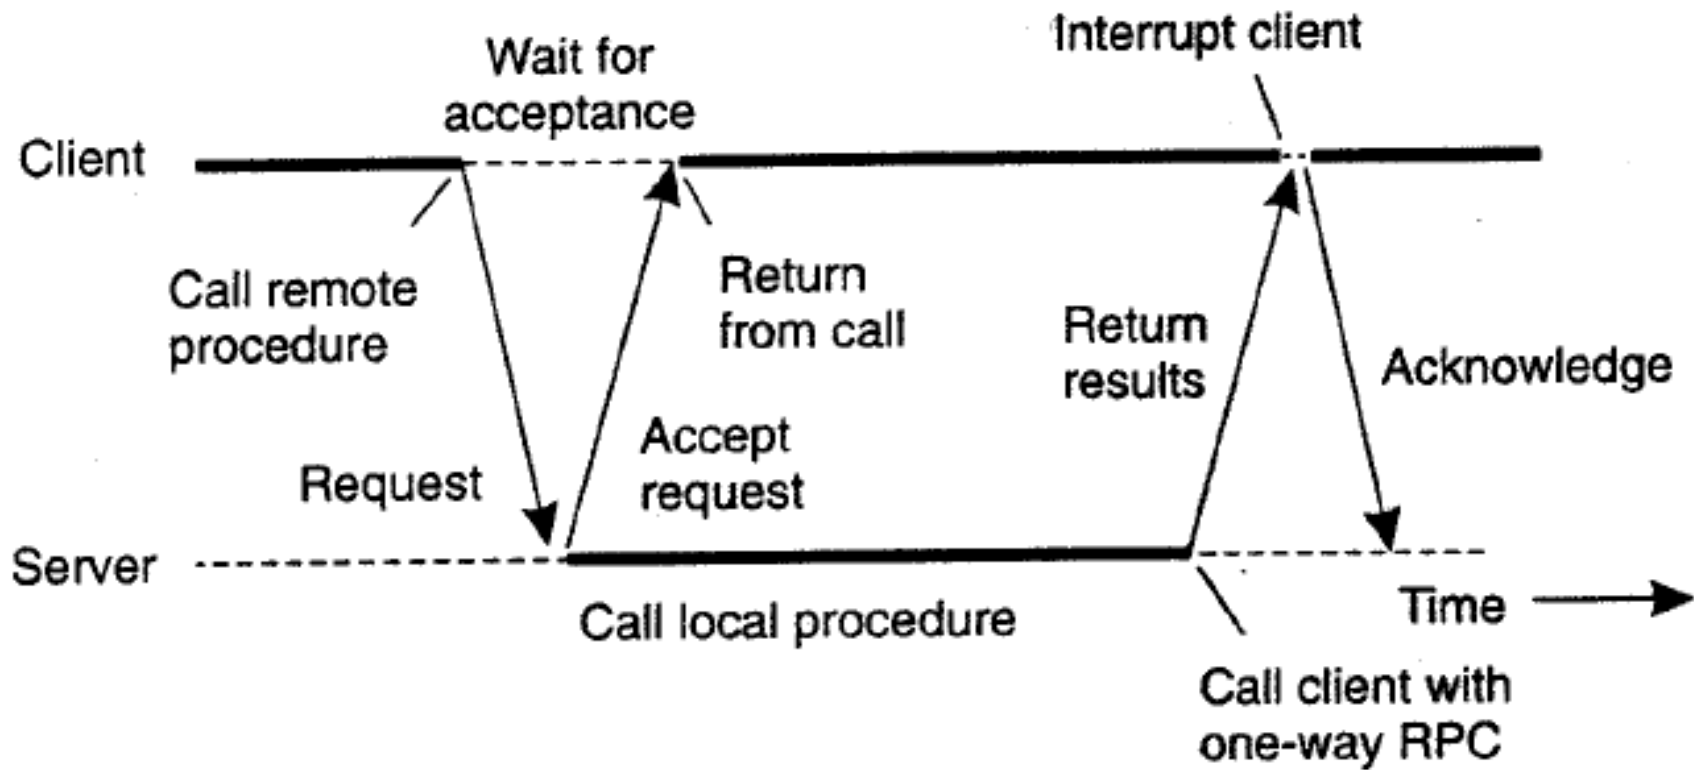 Interrupt client
Wait for
acceptance
Client
Call remote
procedure
Return
from call
Return
results
Acknowledge
Request
Accept
request
Server
Call local procedure
Time
Call client with
one-way RPC